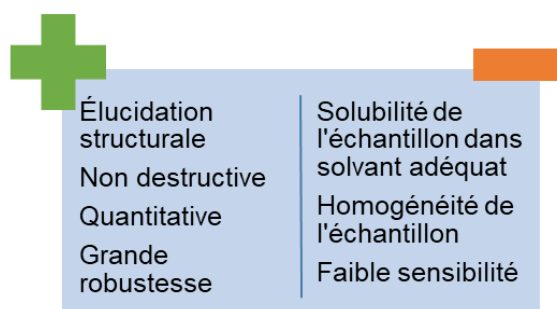 Élucidation
structurale
Non destructive
Quantitative
Grande
robustesse
Solubilité de
l'échantillon dans
solvant adéquat
Homogénéité de
l'échantillon
Faible sensibilité